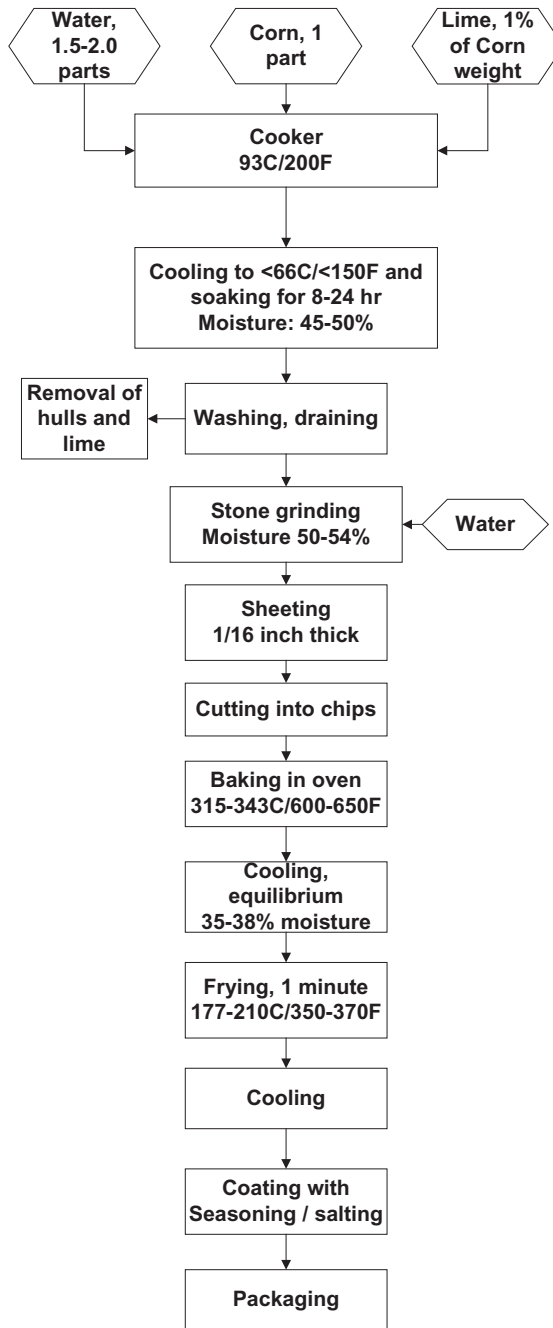 Water,
1.5-2.0
parts
Corn, 1
part
Lime, 1%
of Corn
weight
Cooker
93C/200F
Cooling to <66C/<150F and
soaking for 8-24 hr
Moisture: 45-50%
Removal of
hulls and
lime
Washing, draining
Stone grinding
Moisture 50-54%
Water
Sheeting
1/16 inch thick
Cutting into chips
Baking in oven
315-343C/600-650F
Cooling,
equilibrium
35-38% moisture
Frying, 1 minute
177-210C/350-370F
Cooling
Coating with
Seasoning / salting
Packaging